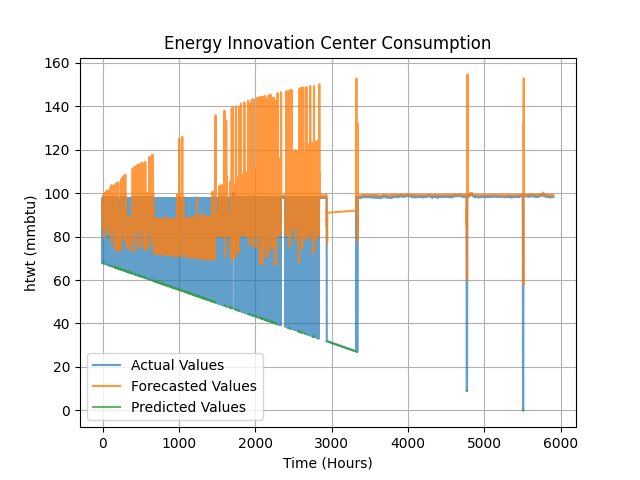 Energy Innovation Center Consumption
160
140
120
100
80
60
40
20
0
htwt (mmbtu)
Actual Values
Forecasted Values
Predicted Values
0 1000 2000 3000 4000 5000 6000
Time (Hours)